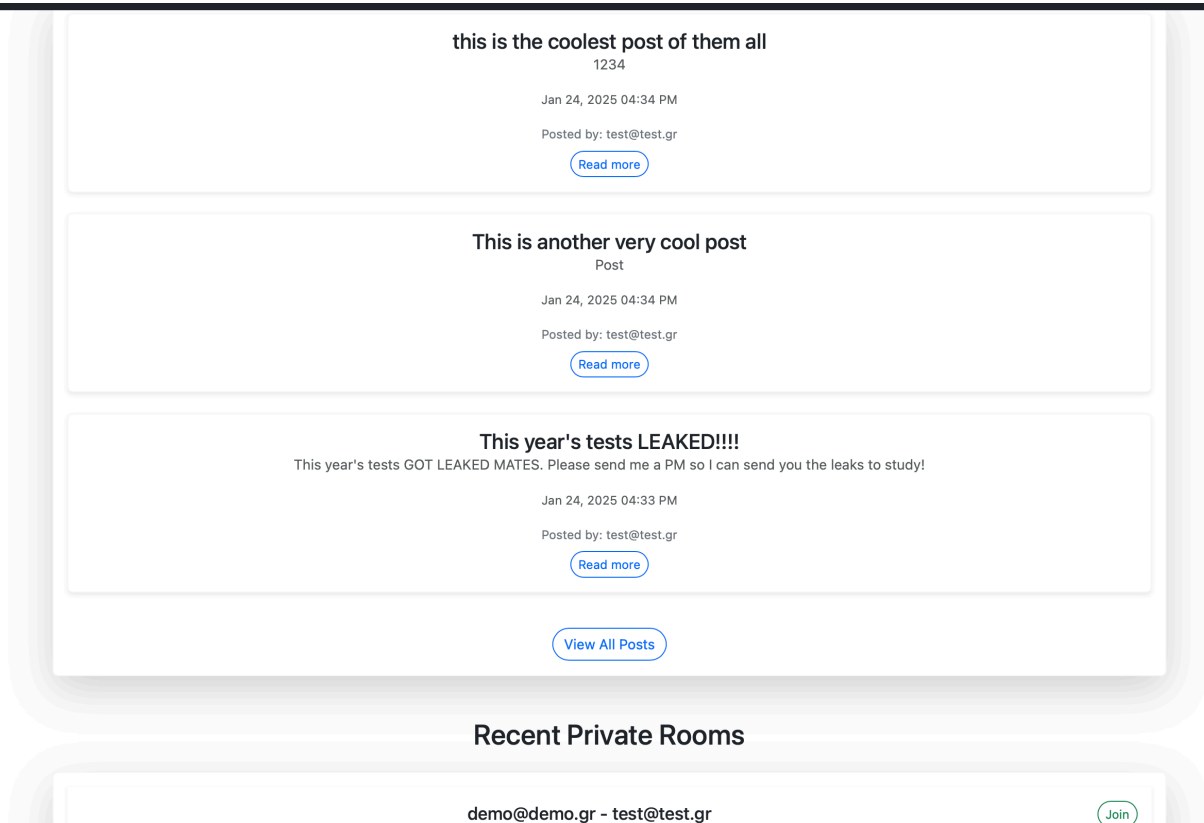 this is the coolest post of them all
1234
Jan 24, 2025 04:34 PM
Posted by: test@test.gr
Read more
This is another very cool post
Post
Jan 24, 2025 04:34 PM
Posted by: test@test.gr
Read more
This year's tests LEAKED!!!!
This year's tests GOT LEAKED MATES. Please send me a PM so I can send you the leaks to study!
Jan 24, 2025 04:33 PM
Posted by: test@test.gr
Read more
View All Posts
Recent Private Rooms
demo@demo.gr - test@test.gr
Join